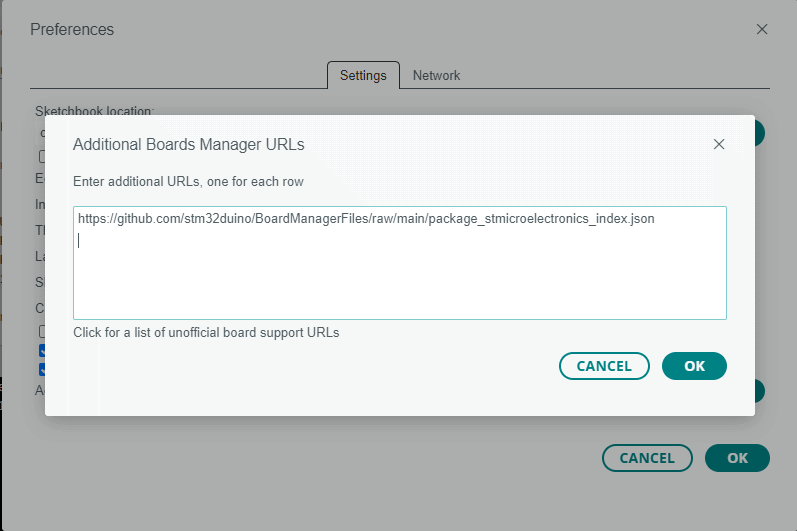 Preferences
Settings
Network
Sketchbook location:
Additional Boards Manager URLs
Enter additional URLs, one for each row
https://github.com/stm32duino/BoardManagerFiles/raw/main/package_stmicroelectronics_index.json
Click for a list of unofficial board support URLs
CANCEL
OK
CANCEL
OK